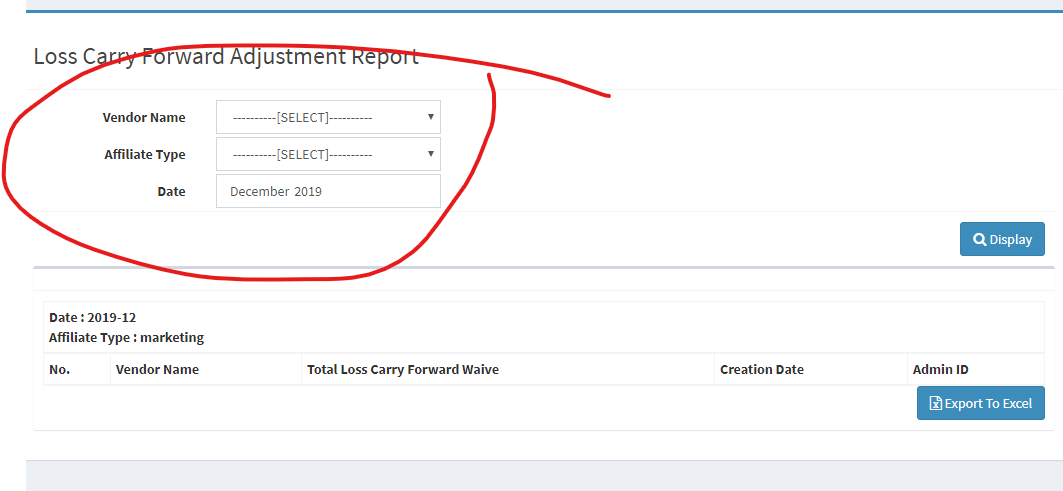 Loss Carry Forward Adjustment Report
Vendor Name ----------[SELECT]----------
Affiliate Type ----------[SELECT]----------
Date December 2019
Display
Date : 2019-12
Affiliate Type : marketing
No. Vendor Name Total Loss Carry Forward Waive Creation Date Admin ID
Export To Excel